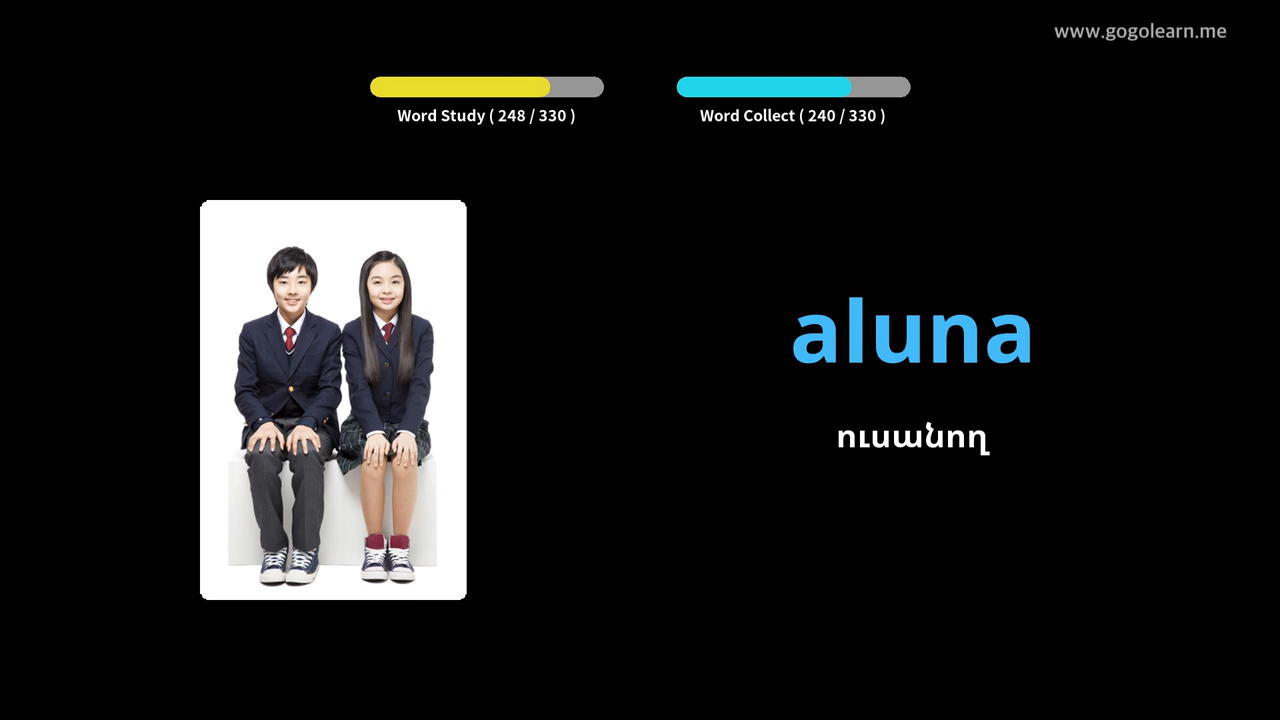 www.gogolearn.me
Word Study ( 248 / 330 )
Word Collect ( 240 / 330 )
aluna
ուսանող